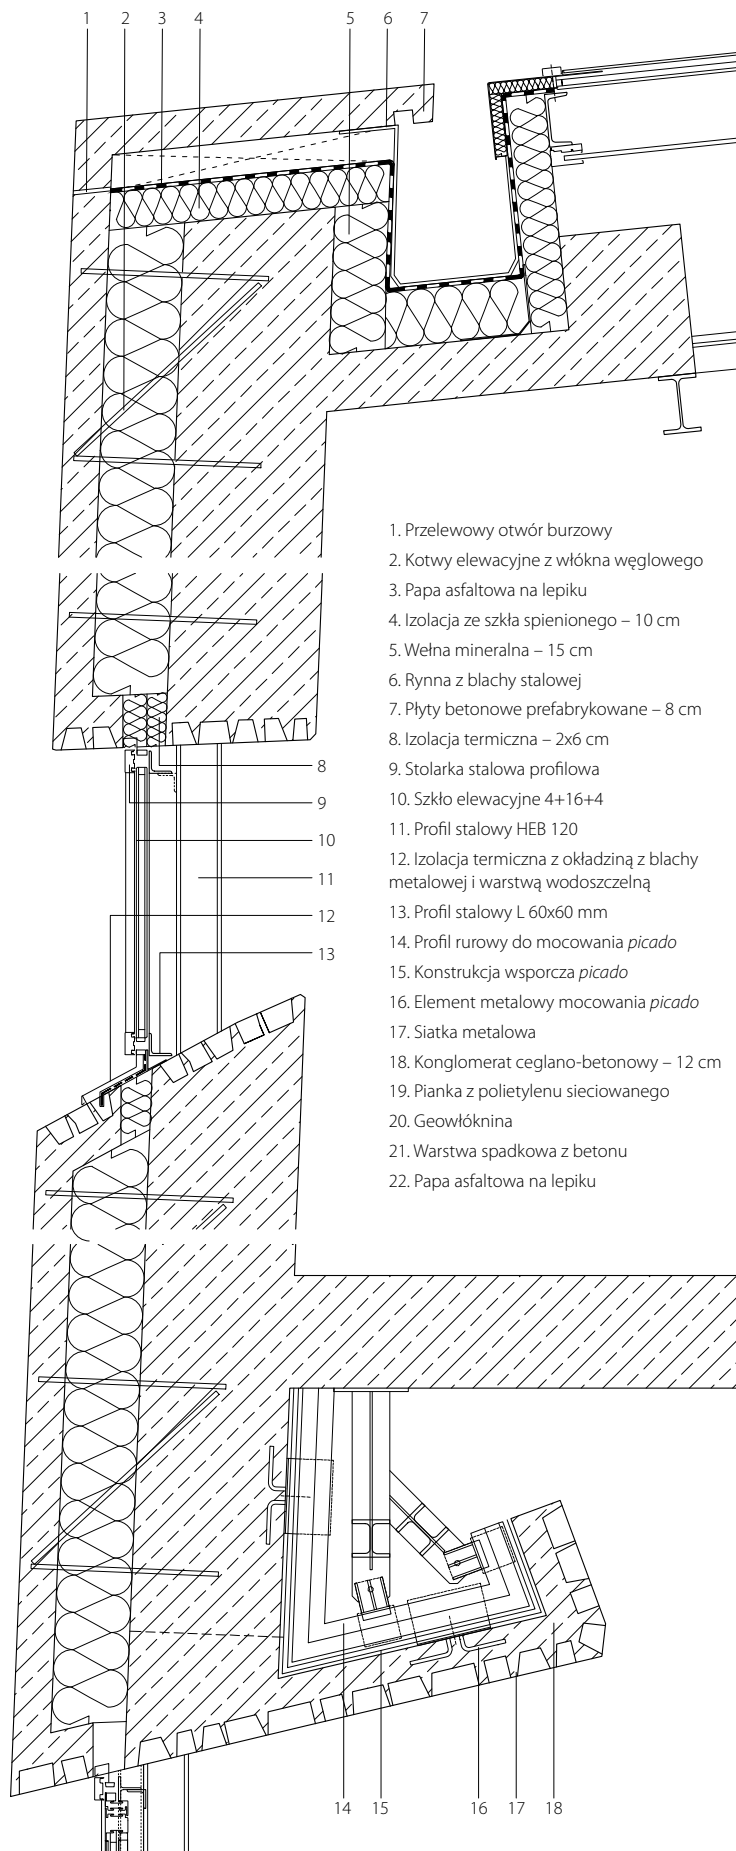 1 2 3 4 5 6 7
1. Przelewowy otwór burzowy
2. Kotwy elewacyjne z włókna węglowego
3. Papa asfaltowa na lepiku
4. Izolacja ze szkła spienionego – 10 cm
5. Wełna mineralna – 15 cm
6. Rynna z blachy stalowej
7. Płyty betonowe prefabrykowane – 8 cm
8. Izolacja termiczna – 2x6 cm
9. Stolarka stalowa profilowa
10. Szkło elewacyjne 4+16+4
11. Profil stalowy HEB 120
12. Izolacja termiczna z okładziną z blachy
metalowej i warstwą wodoszczelną
13. Profil stalowy L 60x60 mm
14. Profil rurowy do mocowania picado
15. Konstrukcja wsporcza picado
16. Element metalowy mocowania picado
17. Siatka metalowa
18. Konglomerat ceglano-betonowy – 12 cm
19. Pianka z polietylenu sieciowanego
20. Geowłóknina
21. Warstwa spadkowa z betonu
22. Papa asfaltowa na lepiku
8
9
10
11
12
13
14 15 16 17 18